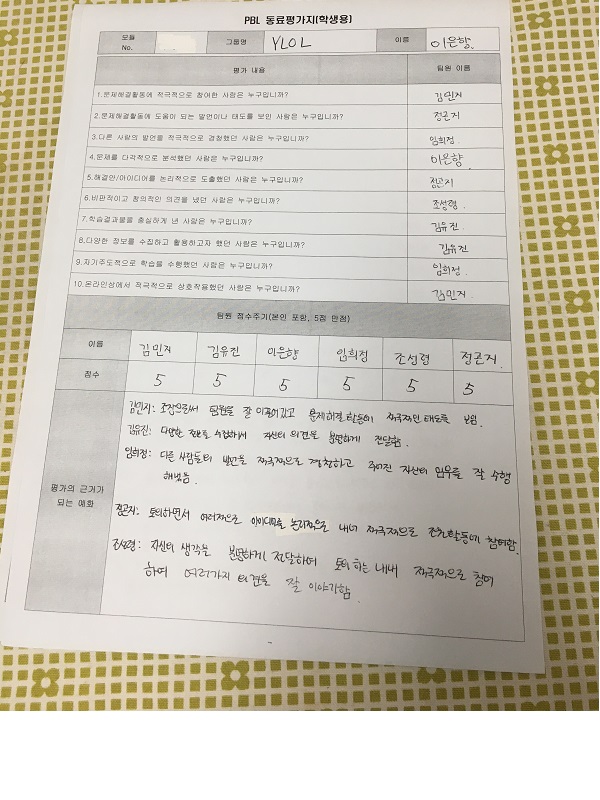 PBL 동료평가지(학생용)
모듈 No. 그룹명 YLOL 이름 이은향
평가 내용 팀원 이름
1.문제해결활동에 적극적으로 참여한 사람은 누구입니까? 김민지
2.문제해결활동에 도움이 되는 발언이나 태도를 보인 사람은 누구입니까? 정은지
3.다른 사람의 발언을 적극적으로 경청했던 사람은 누구입니까? 임희정
4.문제를 다각적으로 분석했던 사람은 누구입니까? 이은향
5.해결안/아이디어를 논리적으로 도출했던 사람은 누구입니까? 정은지
6.비판적이고 창의적인 의견을 냈던 사람은 누구입니까? 조성령
7.학습결과물을 충실하게 낸 사람은 누구입니까? 김유진
8.다양한 정보를 수집하고 활용하고자 했던 사람은 누구입니까? 김유진
9.자기주도적으로 학습을 수행했던 사람은 누구입니까? 임희정
10.온라인상에서 적극적으로 상호작용했던 사람은 누구입니까? 김민지
팀원 점수주기(본인 포함, 5점 만점)
이름 김민지 김유진 이은향 임희정 조성령 정은지
점수 5 5 5 5 5 5
평가의 근거가
되는 예화
김민지: 조장으로써 팀원을 잘 이끌어갔고 문제해결 활동에 적극적인 태도를 보임.
김유진: 다양한 정보를 수집해서 자신의 의견을 분명하게 전달함.
임희정: 다른 사람들의 발언을 적극적으로 경청하고 주어진 자신의 임무를 잘 수행
해냈음.
정은지: 토의하면서 여러적으로 아이디어를 논리적으로 내며 적극적으로 활동에 참여함.
조성령: 자신의 생각을 분명하게 전달하며 토의 하는 내내 적극적으로 참여
하며 여러가지 의견을 잘 이야기함.